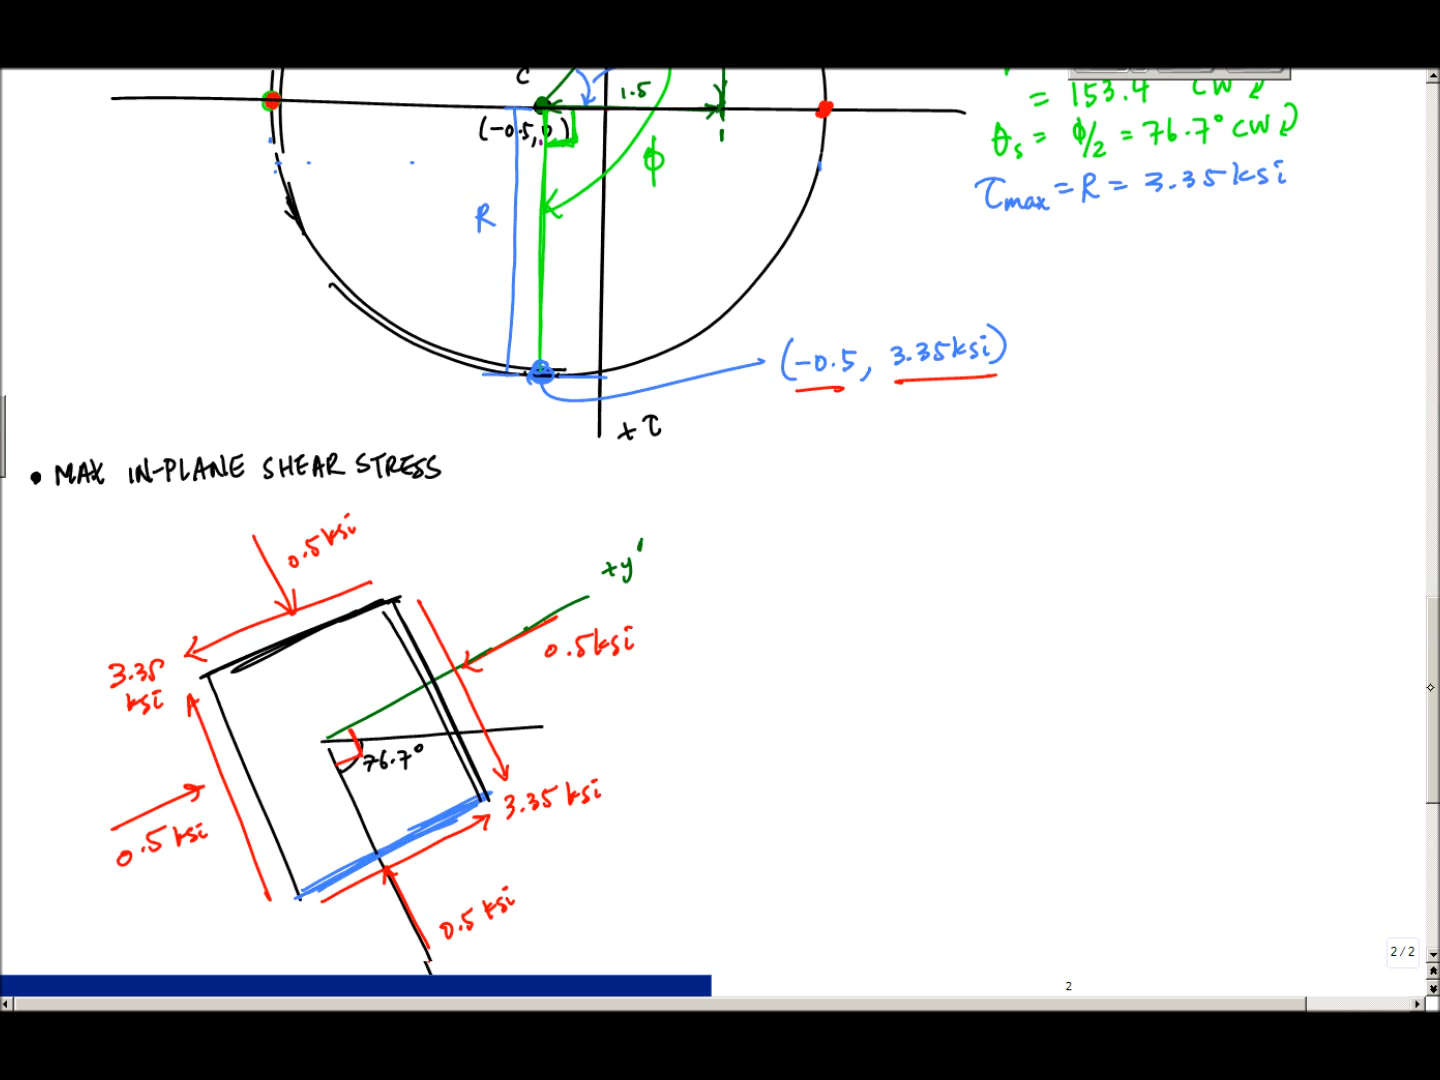 C
1.5
(-0.5, 0)
R
ϕ
= 153.4 CW
θs = ϕ/2 = 76.7° CW
τmax = R = 3.35 ksi
(-0.5, 3.35 ksi)
+τ
• MAX IN-PLANE SHEAR STRESS
0.5 ksi
+y'
0.5 ksi
3.35
ksi
76.7°
3.35 ksi
0.5 ksi
0.5 ksi
2 / 2
2